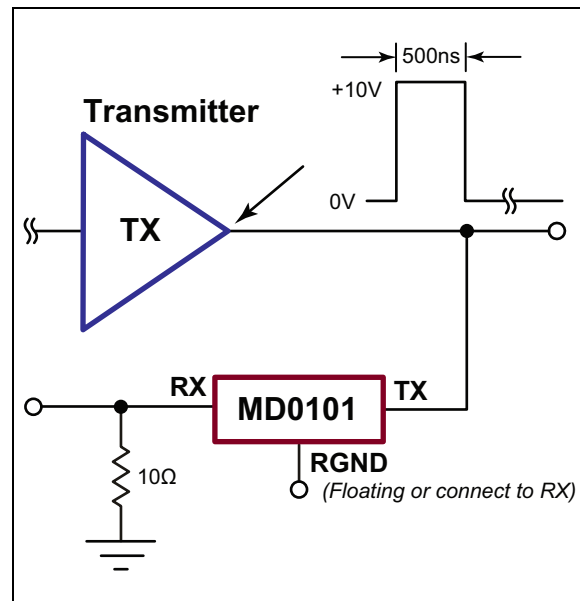 500ns
+10V
Transmitter
0V
TX
RX
MD0101
TX
RGND
(Floating or connect to RX)
10Ω